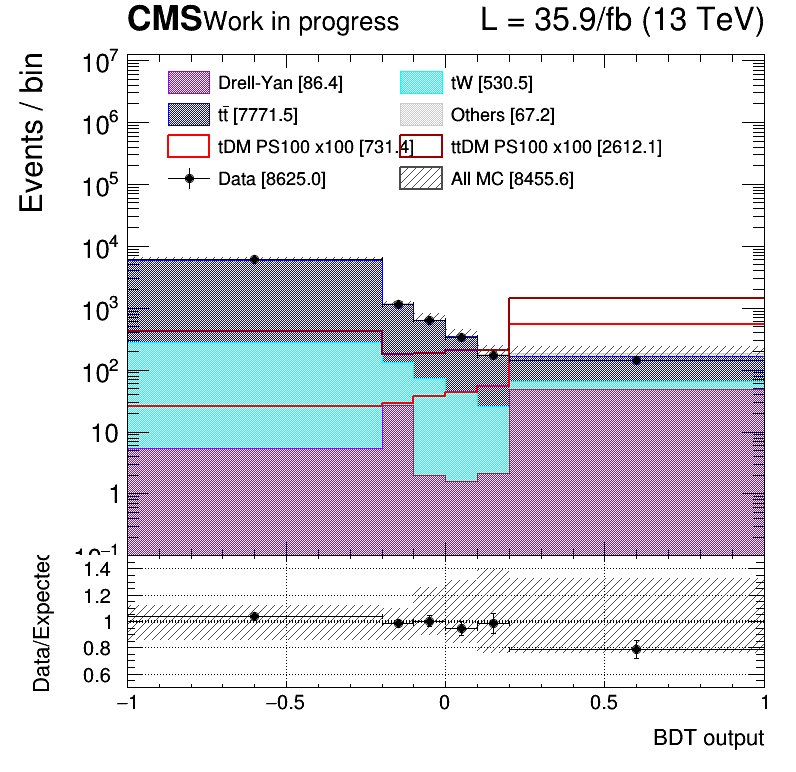 CMS Work in progress L = 35.9/fb (13 TeV)
Events / bin
10⁷
10⁶
10⁵
10⁴
10³
10²
10
1
10⁻¹
Drell-Yan [86.4]
tW [530.5]
tt̄ [7771.5]
Others [67.2]
tDM PS100 x100 [731.4]
ttDM PS100 x100 [2612.1]
Data [8625.0]
All MC [8455.6]
Data/Expected
1.4
1.2
1
0.8
0.6
−1 −0.5 0 0.5 1
BDT output